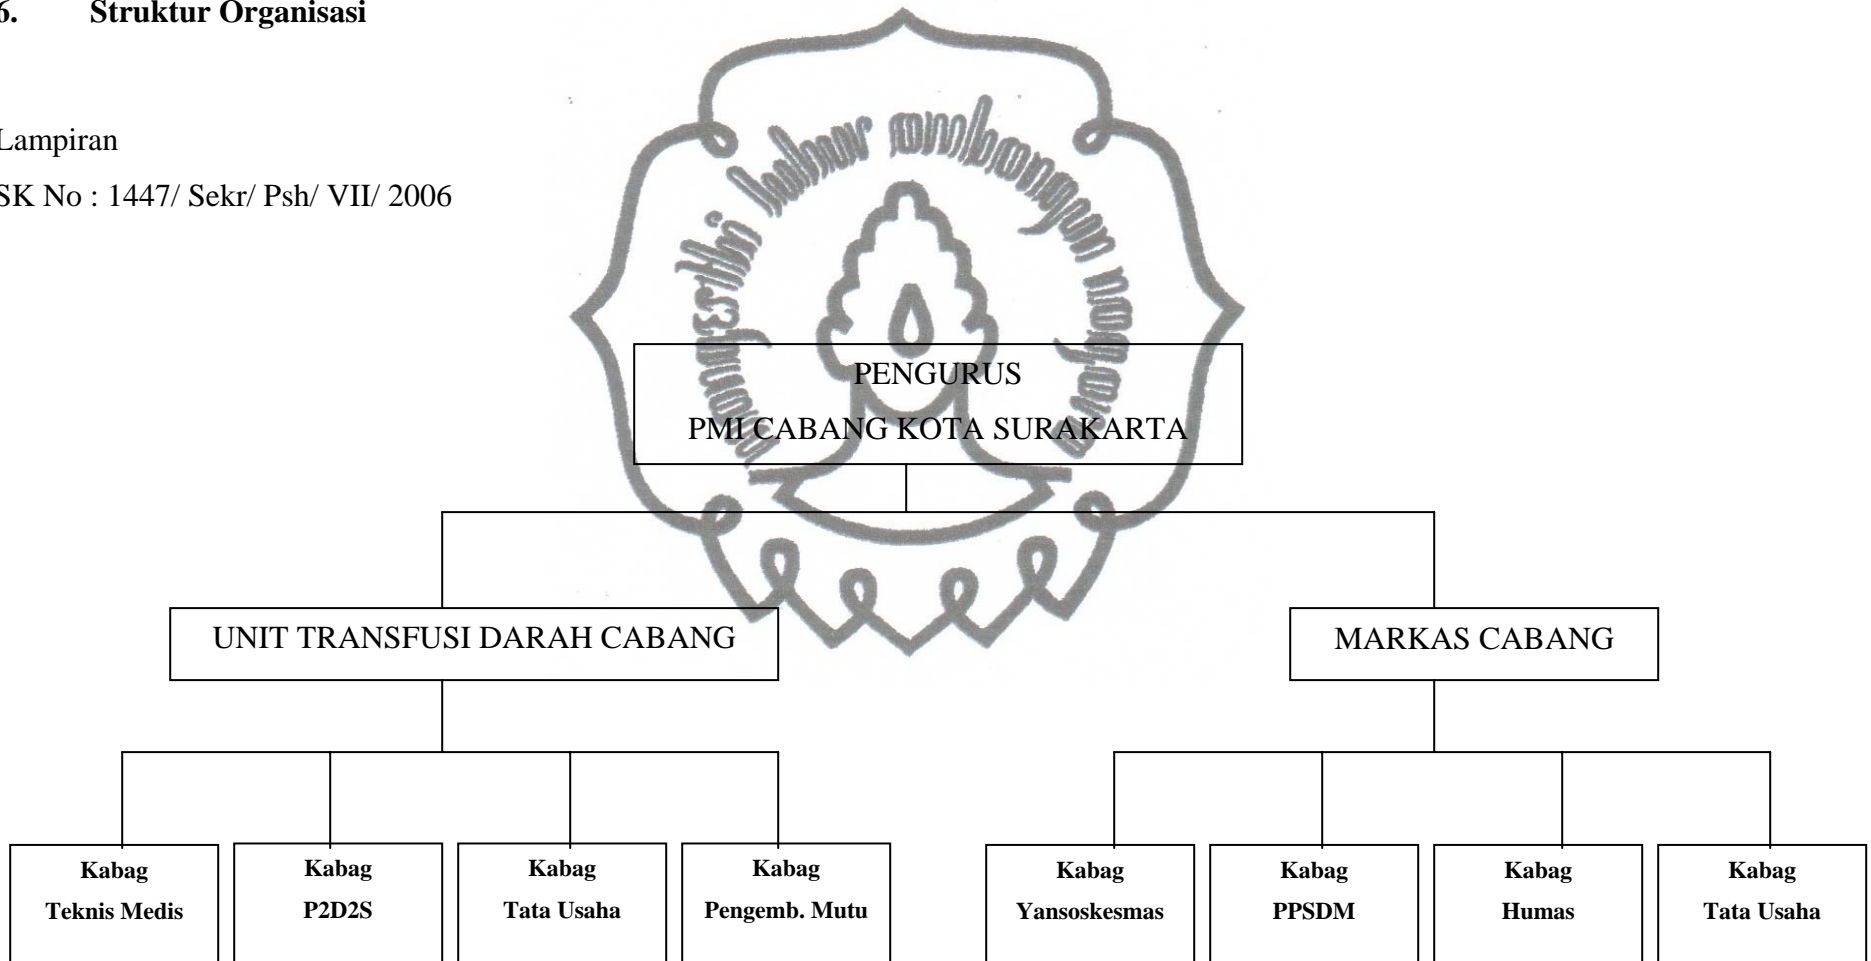 6. Struktur Organisasi
Lampiran
SK No : 1447/ Sekr/ Psh/ VII/ 2006
PENGURUS
PMI CABANG KOTA SURAKARTA
UNIT TRANSFUSI DARAH CABANG
MARKAS CABANG
Kabag
Teknis Medis
Kabag
P2D2S
Kabag
Tata Usaha
Kabag
Pengemb. Mutu
Kabag
Yansoskesmas
Kabag
PPSDM
Kabag
Humas
Kabag
Tata Usaha